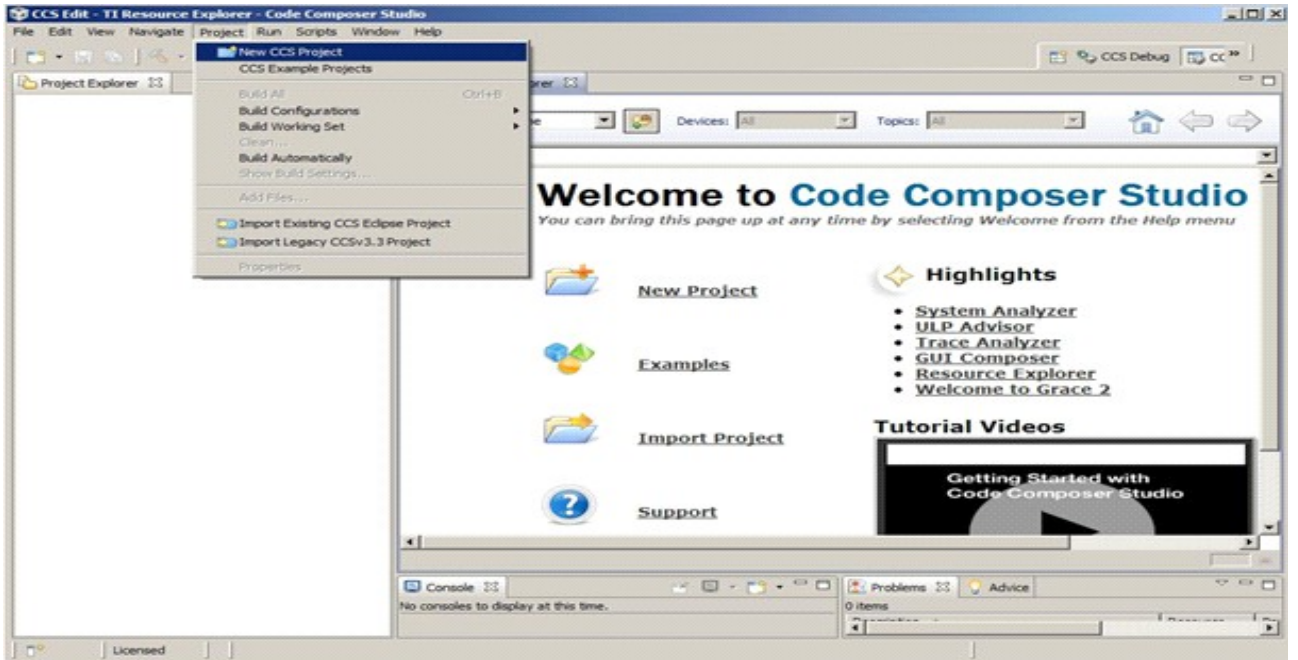 CCS Edit - TI Resource Explorer - Code Composer Studio
File Edit View Navigate Project Run Scripts Window Help
New CCS Project
CCS Example Projects
Build All Ctrl+B
Build Configurations
Build Working Set
Clean...
Build Automatically
Show Build Settings...
Add Files...
Import Existing CCS Eclipse Project
Import Legacy CCSv3.3 Project
Properties
CCS Debug CC
Project Explorer
Devices: All Topics: All
Welcome to Code Composer Studio
You can bring this page up at any time by selecting Welcome from the Help menu
New Project
Examples
Import Project
Support
Highlights
System Analyzer
ULP Advisor
Trace Analyzer
GUI Composer
Resource Explorer
Welcome to Grace 2
Tutorial Videos
Getting Started with
Code Composer Studio
Console
No consoles to display at this time.
Problems Advice
0 items
Licensed